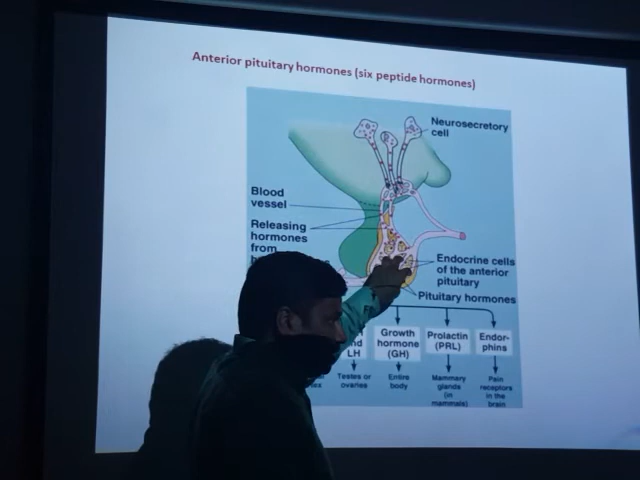 Anterior pituitary hormones (six peptide hormones)
Neurosecretory
cell
Blood
vessel
Releasing
hormones
from
Endocrine cells
of the anterior
pituitary
Pituitary hormones
LH
Growth
hormone
(GH)
Prolactin
(PRL)
Endor-
phins
Testes or
ovaries
Entire
body
Mammary
glands
(in
mammals)
Pain
receptors
in the
brain